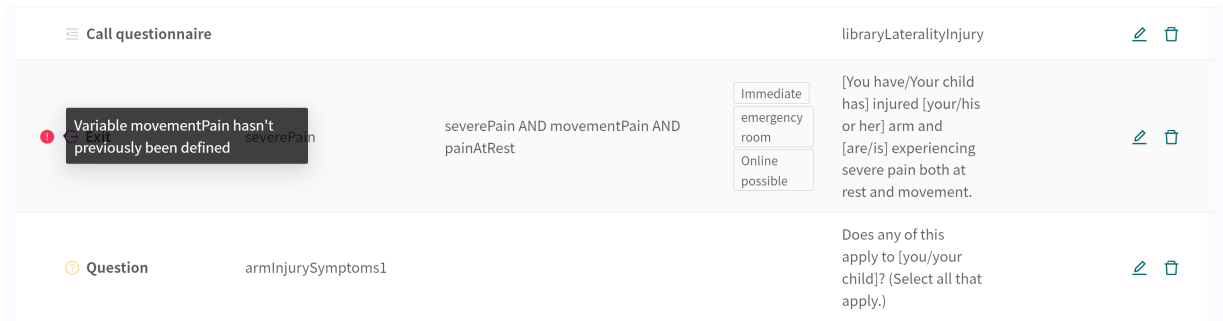 Call questionnaire
libraryLateralityInjury
Variable movementPain hasn't
previously been defined
Exit
severePain
severePain AND movementPain AND
painAtRest
Immediate
emergency
room
Online
possible
[You have/Your child
has] injured [your/his
or her] arm and
[are/is] experiencing
severe pain both at
rest and movement.
Question
armInjurySymptoms1
Does any of this
apply to [you/your
child]? (Select all that
apply.)